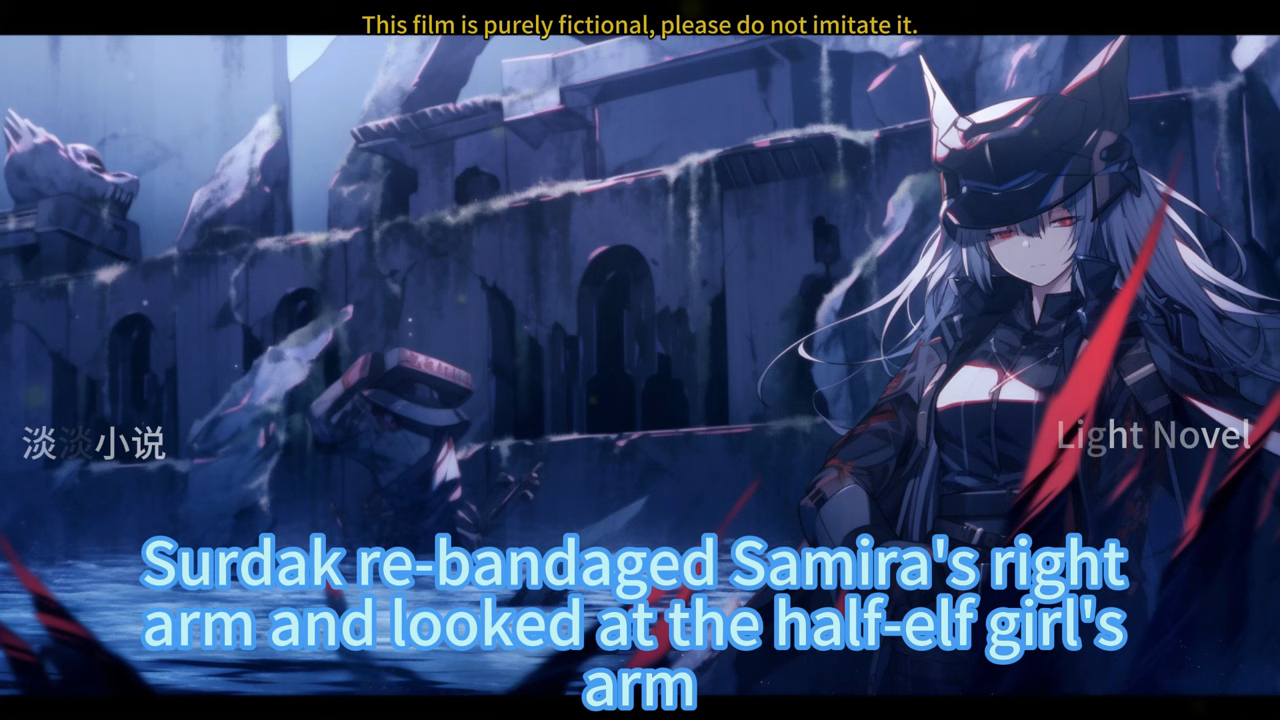 This film is purely fictional, please do not imitate it.
淡淡小说
Light Novel
Surdak re-bandaged Samira's right
arm and looked at the half-elf girl's
arm